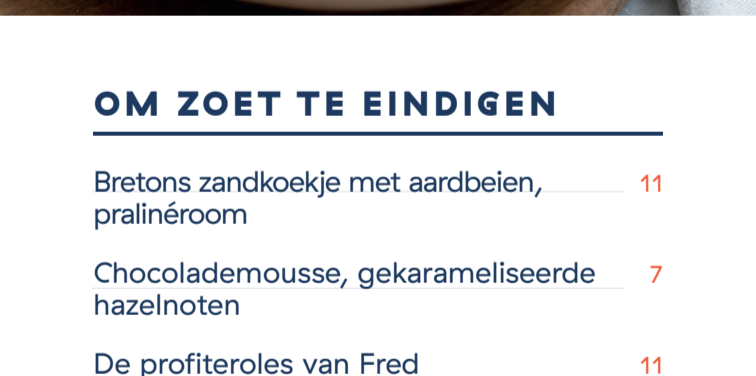 OM ZOET TE EINDIGEN
Bretons zandkoekje met aardbeien, 11
pralinéroom
Chocolademousse, gekarameliseerde 7
hazelnoten
De profiteroles van Fred 11